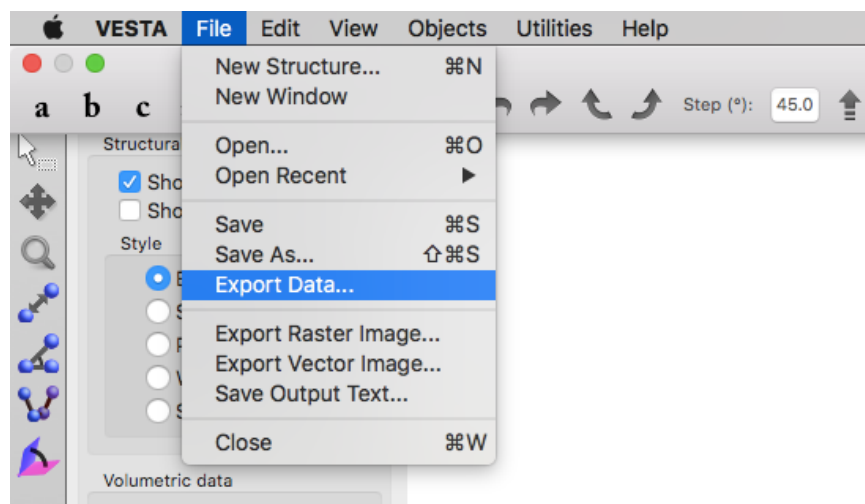 VESTA File Edit View Objects Utilities Help
New Structure... ⌘N
New Window
a b c
Step (°): 45.0
Open... ⌘O
Open Recent ▶
Structura
Sho
Sho
Save ⌘S
Save As... ⇧⌘S
Style
Export Data...
Export Raster Image...
Export Vector Image...
Save Output Text...
Close ⌘W
Volumetric data